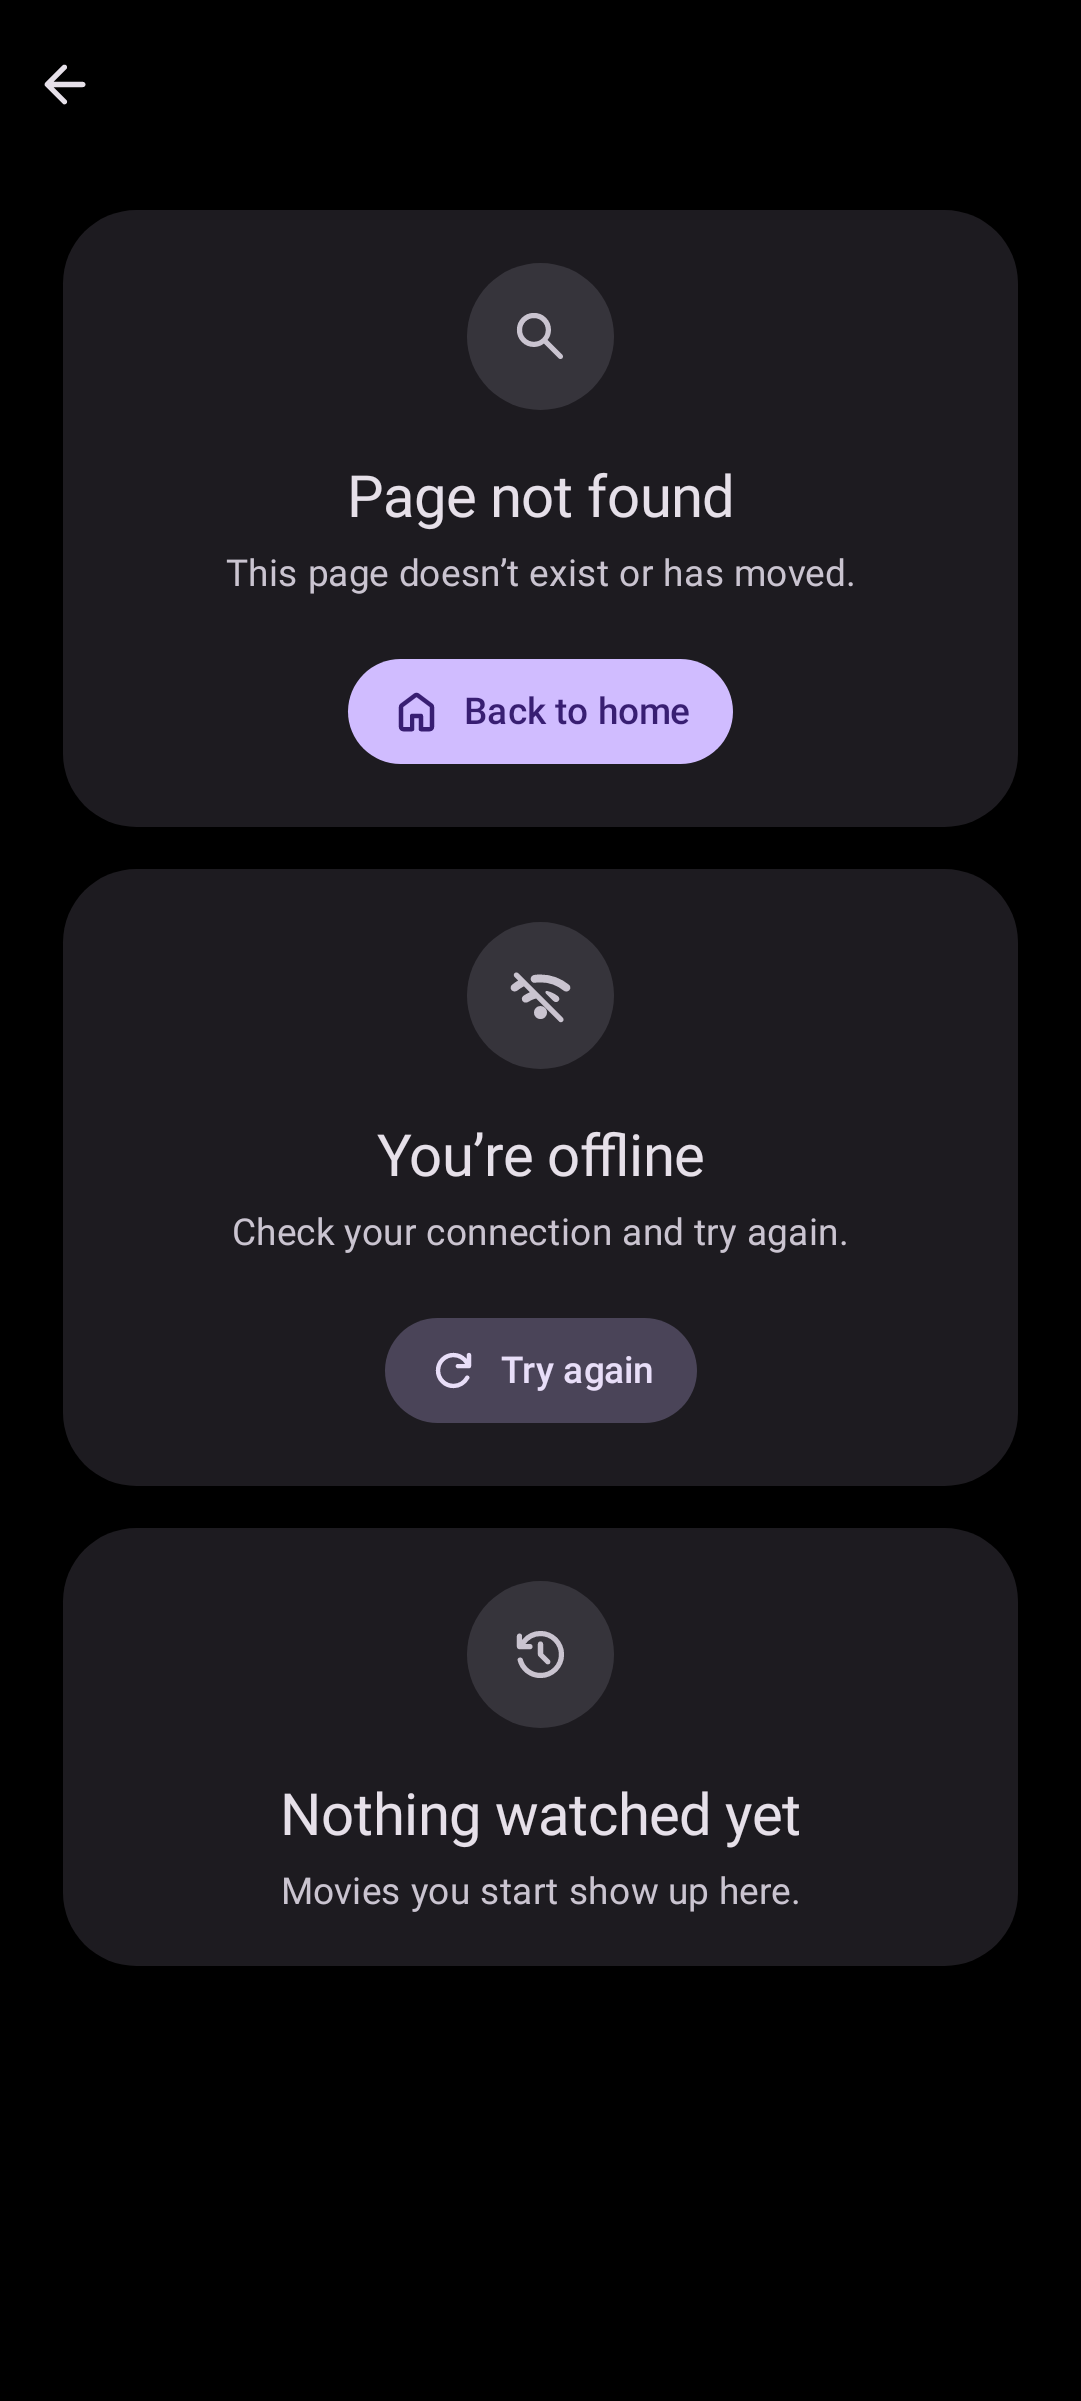 Page not found
This page doesn’t exist or has moved.
Back to home
You’re offline
Check your connection and try again.
Try again
Nothing watched yet
Movies you start show up here.